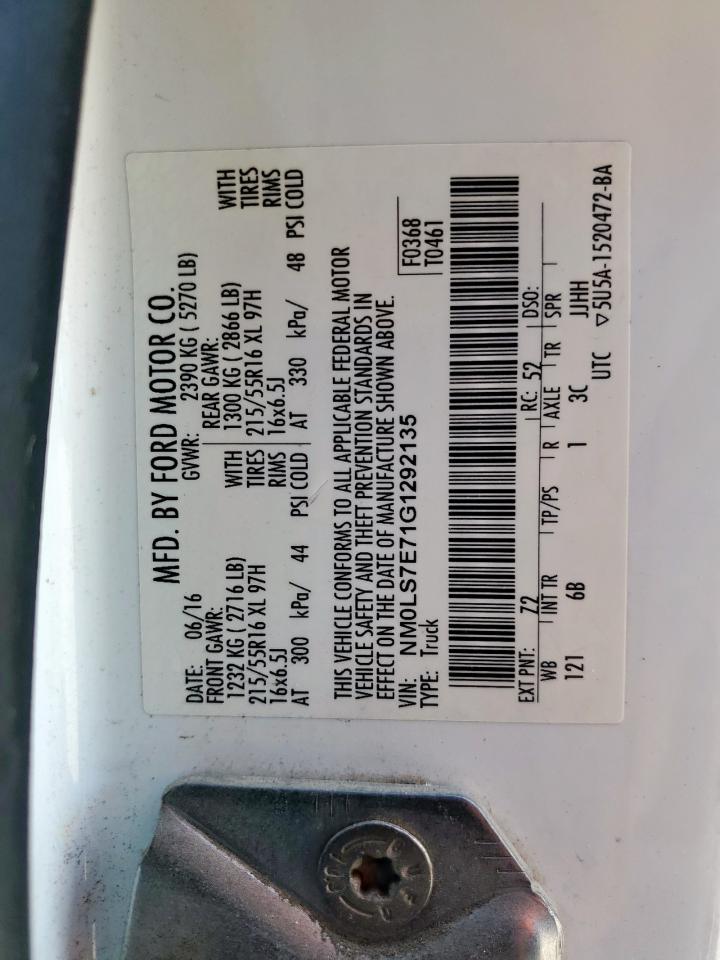 MFD. BY FORD MOTOR CO.
DATE: 06/16 GVWR: 2390 KG ( 5270 LB)
FRONT GAWR: REAR GAWR:
1232 KG ( 2716 LB) WITH 1300 KG ( 2866 LB) WITH
215/55R16 XL 97H TIRES 215/55R16 XL 97H TIRES
16x6.5J RIMS 16x6.5J RIMS
AT 300 kPa/ 44 PSI COLD AT 330 kPa/ 48 PSI COLD
THIS VEHICLE CONFORMS TO ALL APPLICABLE FEDERAL MOTOR
VEHICLE SAFETY AND THEFT PREVENTION STANDARDS IN
EFFECT ON THE DATE OF MANUFACTURE SHOWN ABOVE.
VIN: NM0LS7E71G1292135 F0368
TYPE: Truck T0461
EXT PNT: Z2 RC: 52 DSO:
WB INT TR TP/PS R AXLE TR SPR
121 6B 1 3C JJHH
UTC ▽5U5A-1520472-BA